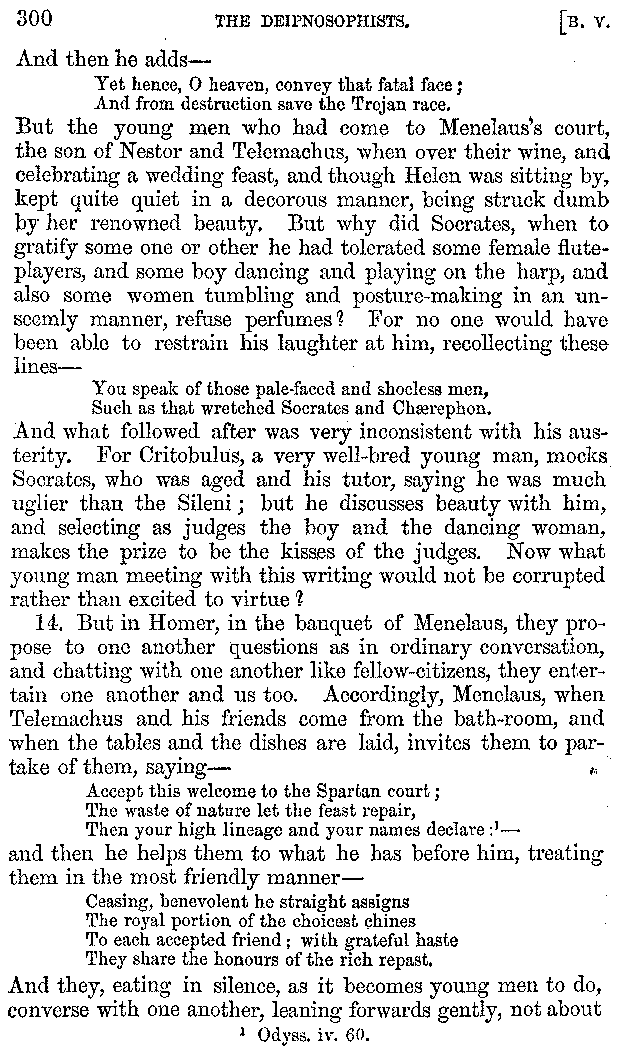 300 THE DEIPNOSOPHISTS. [B. V.
And then he adds—
Yet hence, O heaven, convey that fatal face;
And from destruction save the Trojan race.
But the young men who had come to Menelaus's court,
the son of Nestor and Telemachus, when over their wine, and
celebrating a wedding feast, and though Helen was sitting by,
kept quite quiet in a decorous manner, being struck dumb
by her renowned beauty. But why did Socrates, when to
gratify some one or other he had tolerated some female flute-
players, and some boy dancing and playing on the harp, and
also some women tumbling and posture-making in an un-
seemly manner, refuse perfumes? For no one would have
been able to restrain his laughter at him, recollecting these
lines—
You speak of those pale-faced and shoeless men,
Such as that wretched Socrates and Chærephon.
And what followed after was very inconsistent with his aus-
terity. For Critobulus, a very well-bred young man, mocks
Socrates, who was aged and his tutor, saying he was much
uglier than the Sileni; but he discusses beauty with him,
and selecting as judges the boy and the dancing woman,
makes the prize to be the kisses of the judges. Now what
young man meeting with this writing would not be corrupted
rather than excited to virtue?
14. But in Homer, in the banquet of Menelaus, they pro-
pose to one another questions as in ordinary conversation,
and chatting with one another like fellow-citizens, they enter-
tain one another and us too. Accordingly, Menelaus, when
Telemachus and his friends come from the bath-room, and
when the tables and the dishes are laid, invites them to par-
take of them, saying—
Accept this welcome to the Spartan court;
The waste of nature let the feast repair,
Then your high lineage and your names declare:¹—
and then he helps them to what he has before him, treating
them in the most friendly manner—
Ceasing, benevolent he straight assigns
The royal portion of the choicest chines
To each accepted friend; with grateful haste
They share the honours of the rich repast.
And they, eating in silence, as it becomes young men to do,
converse with one another, leaning forwards gently, not about
¹ Odyss. iv. 60.